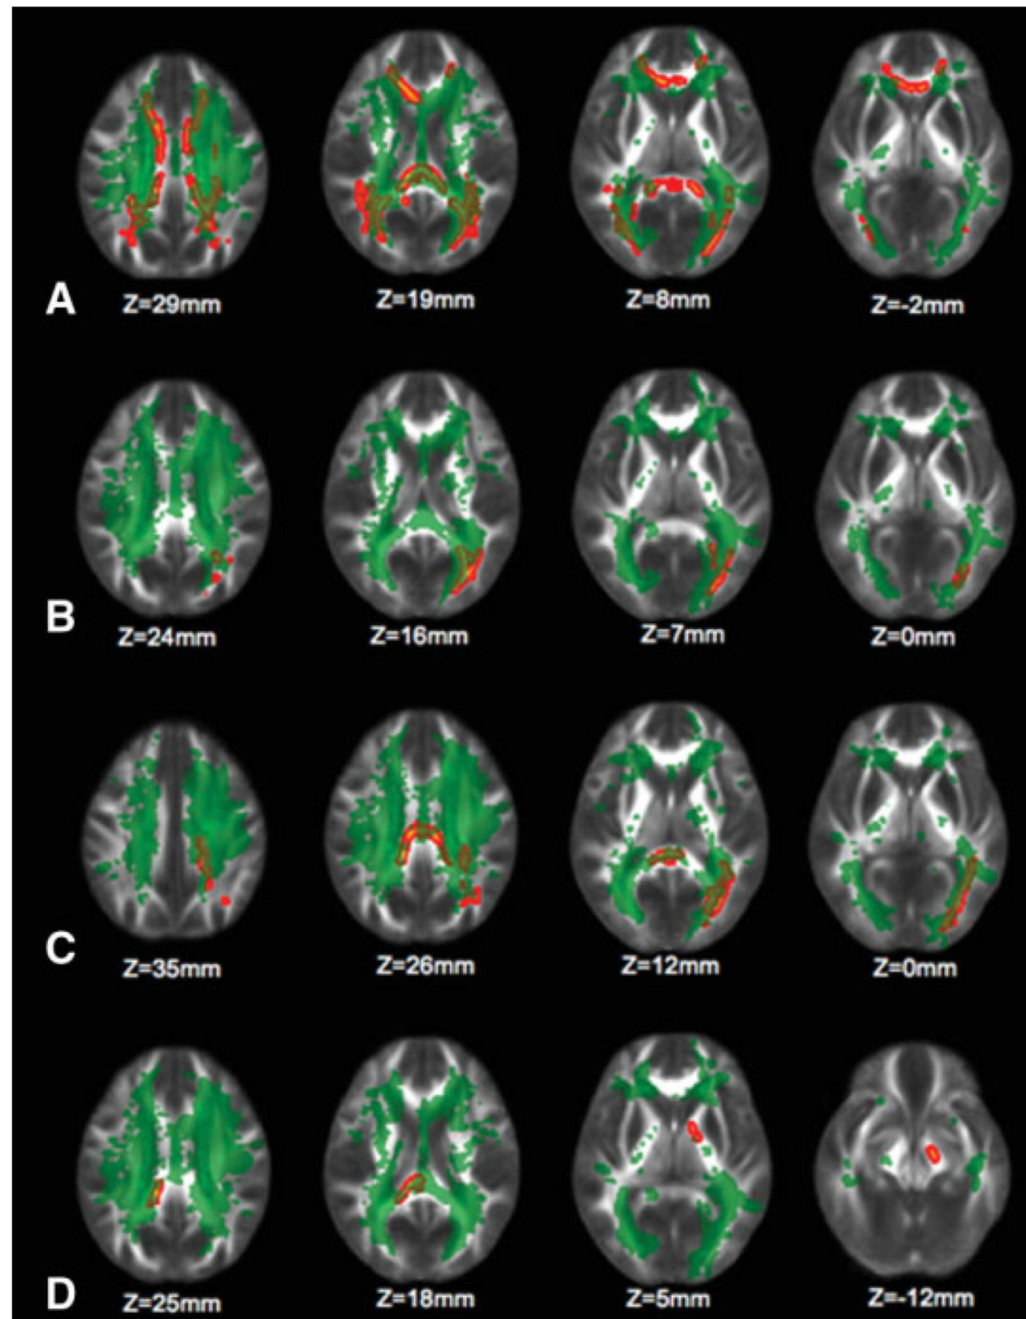 A
Z=29mm Z=19mm Z=8mm Z=-2mm
B
Z=24mm Z=16mm Z=7mm Z=0mm
C
Z=35mm Z=26mm Z=12mm Z=0mm
D
Z=25mm Z=18mm Z=5mm Z=-12mm